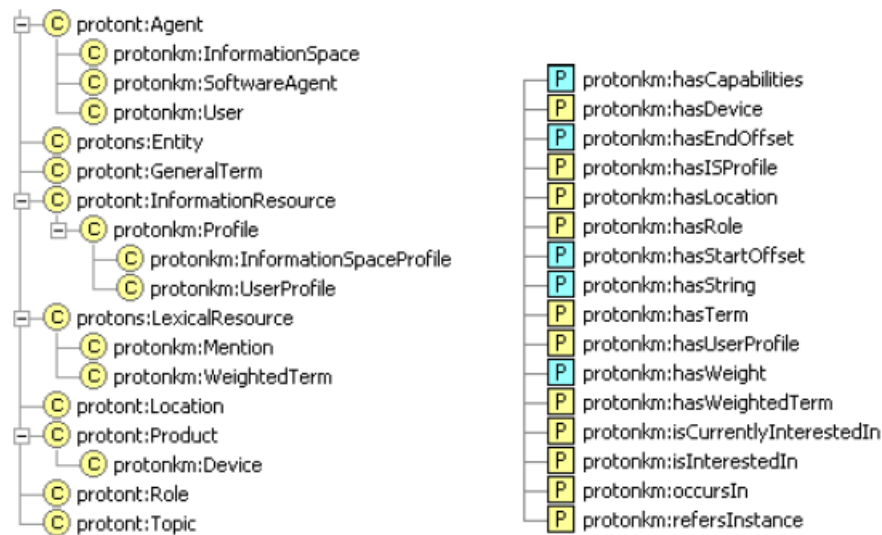 C protont:Agent
C protonkm:InformationSpace
C protonkm:SoftwareAgent
C protonkm:User
C protons:Entity
C protont:GeneralTerm
C protont:InformationResource
C protonkm:Profile
C protonkm:InformationSpaceProfile
C protonkm:UserProfile
C protons:LexicalResource
C protonkm:Mention
C protonkm:WeightedTerm
C protont:Location
C protont:Product
C protonkm:Device
C protont:Role
C protont:Topic
P protonkm:hasCapabilities
P protonkm:hasDevice
P protonkm:hasEndOffset
P protonkm:hasISProfile
P protonkm:hasLocation
P protonkm:hasRole
P protonkm:hasStartOffset
P protonkm:hasString
P protonkm:hasTerm
P protonkm:hasUserProfile
P protonkm:hasWeight
P protonkm:hasWeightedTerm
P protonkm:isCurrentlyInterestedIn
P protonkm:isInterestedIn
P protonkm:occursIn
P protonkm:refersInstance